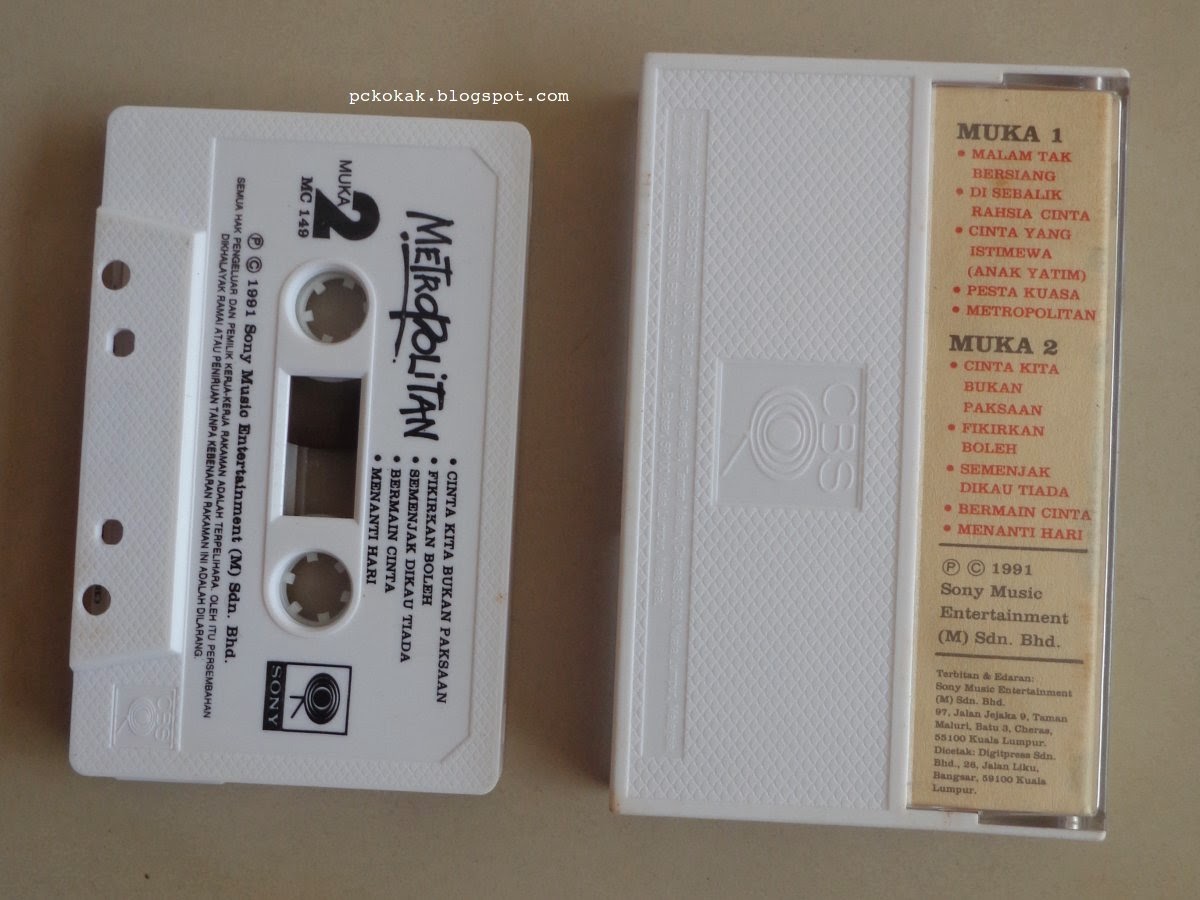 pckokak.blogspot.com
MUKA
2
MC 149
METROPOLITAN
• CINTA KITA BUKAN PAKSAAN
• FIKIRKAN BOLEH
• SEMENJAK DIKAU TIADA
• BERMAIN CINTA
• MENANTI HARI
Ⓟ © 1991 Sony Music Entertainment (M) Sdn. Bhd.
SEMUA HAK PENGELUAR DAN PEMILIK KERJA-KERJA RAKAMAN ADALAH TERPELIHARA. OLEH ITU PERSEMBAHAN
DIKHALAYAK RAMAI ATAU PENIRUAN TANPA KEBENARAN RAKAMAN INI ADALAH DILARANG.
SONY
CBS
CBS
MUKA 1
• MALAM TAK
BERSIANG
• DI SEBALIK
RAHSIA CINTA
• CINTA YANG
ISTIMEWA
(ANAK YATIM)
• PESTA KUASA
• METROPOLITAN
MUKA 2
• CINTA KITA
BUKAN
PAKSAAN
• FIKIRKAN
BOLEH
• SEMENJAK
DIKAU TIADA
• BERMAIN CINTA
• MENANTI HARI
Ⓟ © 1991
Sony Music
Entertainment
(M) Sdn. Bhd.
Terbitan & Edaran:
Sony Music Entertainment
(M) Sdn. Bhd.
97, Jalan Jejaka 9, Taman
Maluri, Batu 3, Cheras,
55100 Kuala Lumpur.
Dicetak: Digitpress Sdn.
Bhd., 26, Jalan Liku,
Bangsar, 59100 Kuala
Lumpur.